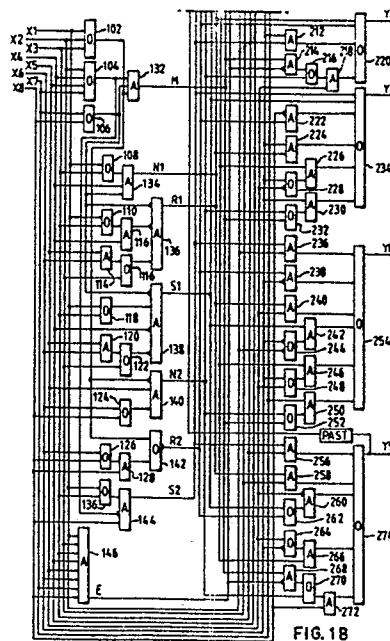 X1
X2
X3
X4
X5
X6
X7
X8
O 102
O 104
O 106
A 132
M
O 108
A 134
N1
O 110
A 116
A 114
O 116
A 136
R1
O 118
A 120
O 122
A 138
S1
O 124
A 140
N2
O 126
A 128
O 142
R2
O 136
A 144
S2
A 146
E
A 212
A 214
O 216
A 218
O 220
A 222
A 224
A 226
O 228
A 230
O 232
O 234
A 236
A 238
A 240
A 242
O 244
A 246
O 248
A 250
O 252
O 254
PAST
A 256
A 258
A 260
O 262
O 264
A 266
A 268
O 270
A 272
FIG.1B